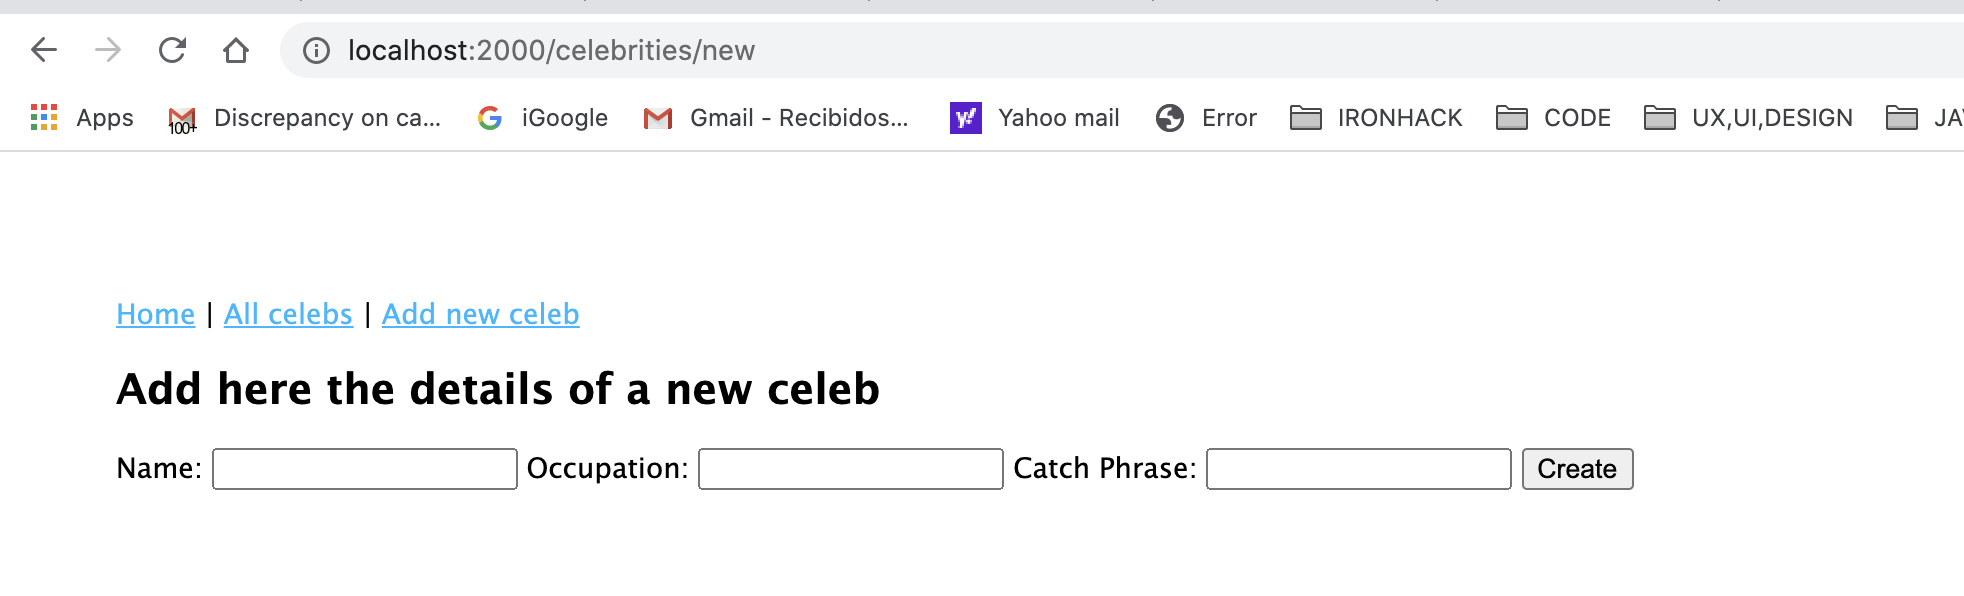 localhost:2000/celebrities/new
Apps 100+ Discrepancy on ca... G iGoogle Gmail - Recibidos... y! Yahoo mail Error IRONHACK CODE UX,UI,DESIGN
Home | All celebs | Add new celeb
Add here the details of a new celeb
Name: Occupation: Catch Phrase: Create